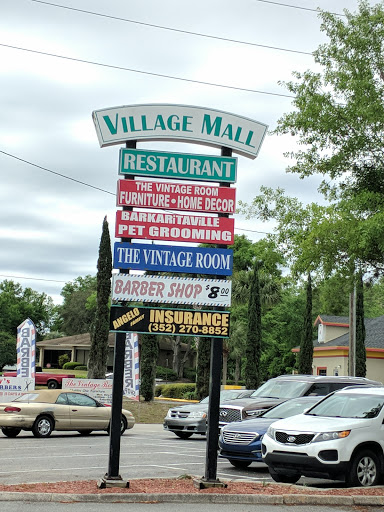 VILLAGE MALL
RESTAURANT
THE VINTAGE ROOM
FURNITURE • HOME DECOR
BARKARITAVILLE
PET GROOMING
THE VINTAGE ROOM
BARBER SHOP $8.00
ANGELO INSURANCE
(352) 270-8852